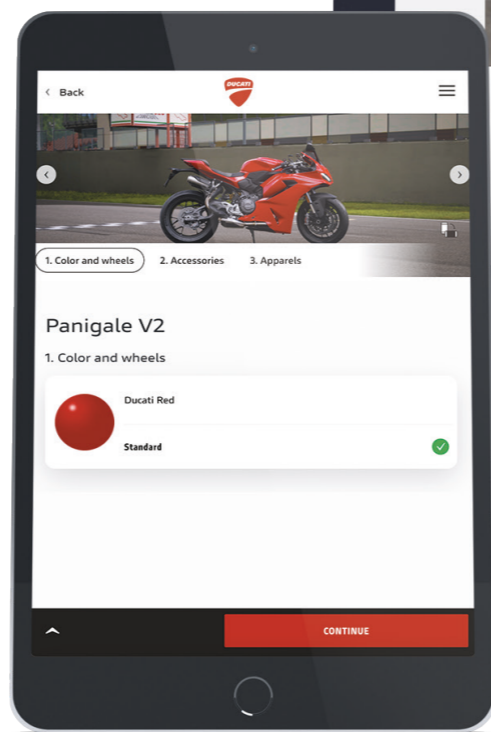 Back
DUCATI
1. Color and wheels
2. Accessories
3. Apparels
Panigale V2
1. Color and wheels
Ducati Red
Standard
CONTINUE